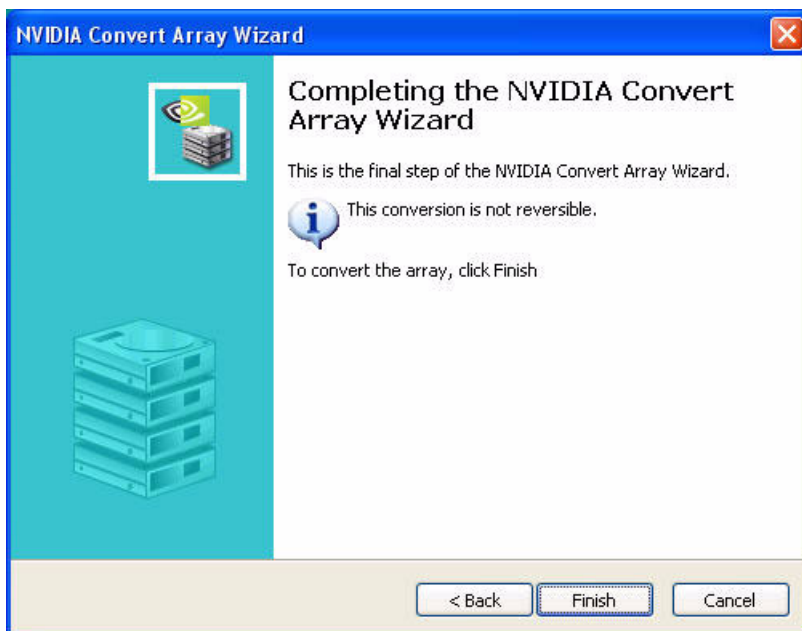 NVIDIA Convert Array Wizard
Completing the NVIDIA Convert
Array Wizard
This is the final step of the NVIDIA Convert Array Wizard.
This conversion is not reversible.
To convert the array, click Finish
< Back
Finish
Cancel